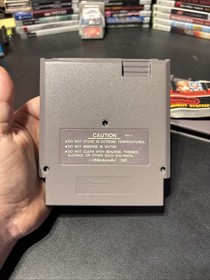 CAUTION
●DO NOT STORE IN EXTREME TEMPERATURES.
●DO NOT IMMERSE IN WATER.
●DO NOT CLEAN WITH BENZENE, THINNER,
ALCOHOL OR OTHER SUCH SOLVENTS.
©Nintendo 1985